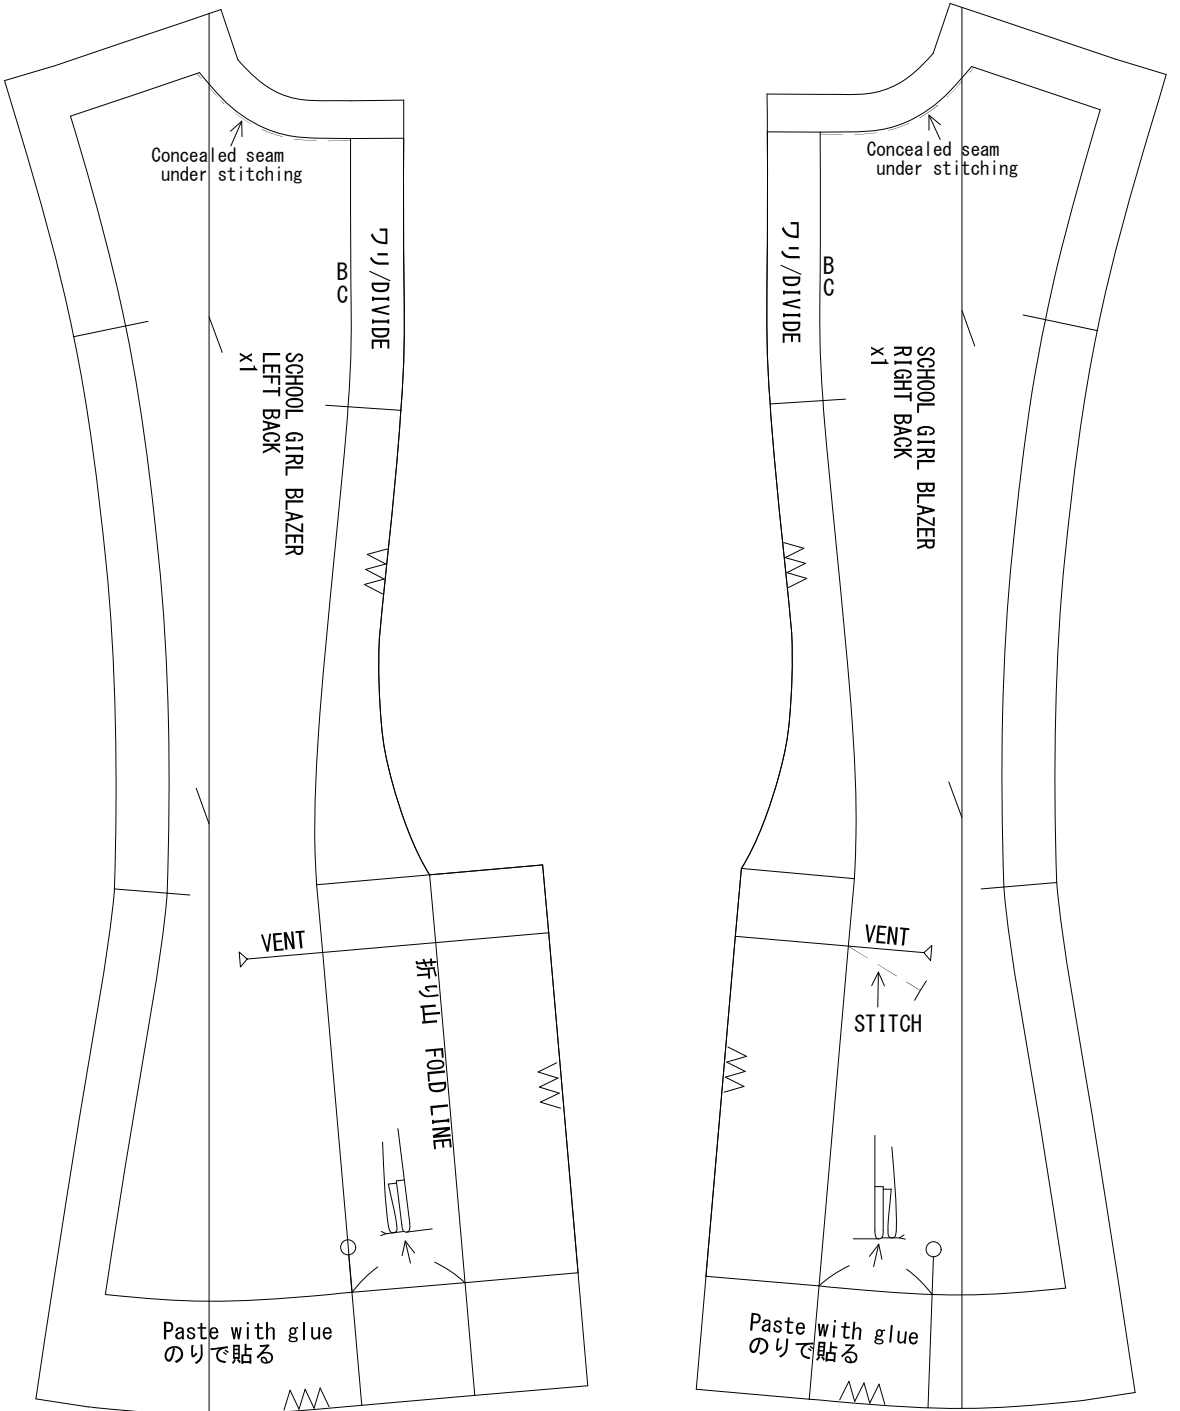 Concealed seam
under stitching
ワリ/DIVIDE
B
C
SCHOOL GIRL BLAZER
LEFT BACK
x1
VENT
折り山 FOLD LINE
Paste with glue
のりで貼る
Concealed seam
under stitching
ワリ/DIVIDE
B
C
SCHOOL GIRL BLAZER
RIGHT BACK
x1
VENT
STITCH
Paste with glue
のりで貼る